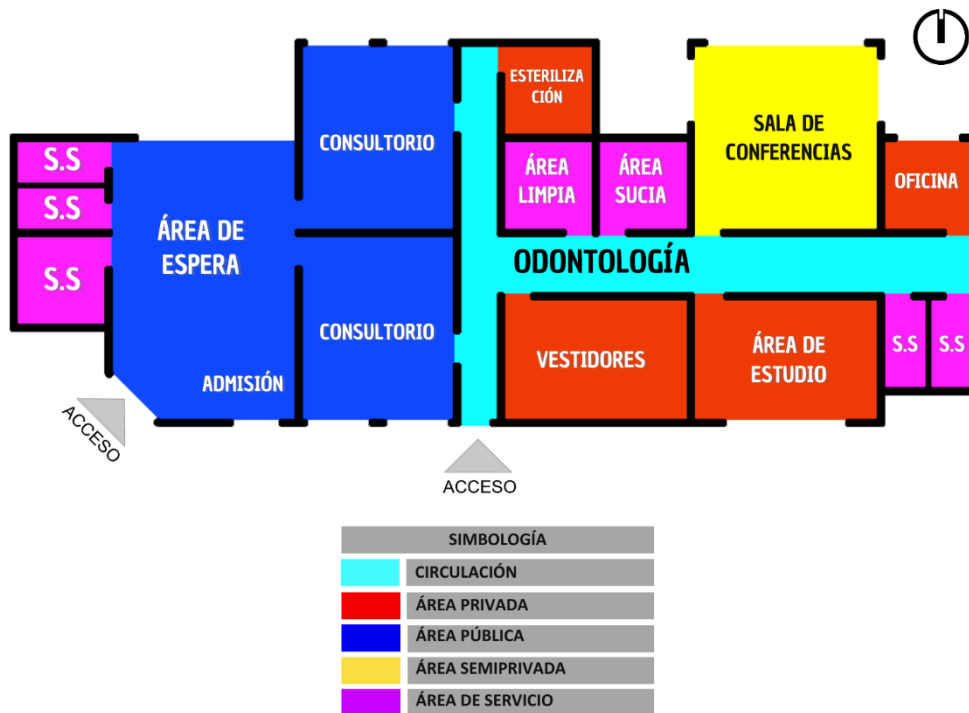 ESTERILIZA
CIÓN
CONSULTORIO
SALA DE
CONFERENCIAS
S.S
ÁREA
LIMPIA
ÁREA
SUCIA
OFICINA
S.S
ÁREA DE
ESPERA
ODONTOLOGÍA
S.S
CONSULTORIO
VESTIDORES
ÁREA DE
ESTUDIO
S.S
S.S
ADMISIÓN
ACCESO
ACCESO
SIMBOLOGÍA
CIRCULACIÓN
ÁREA PRIVADA
ÁREA PÚBLICA
ÁREA SEMIPRIVADA
ÁREA DE SERVICIO